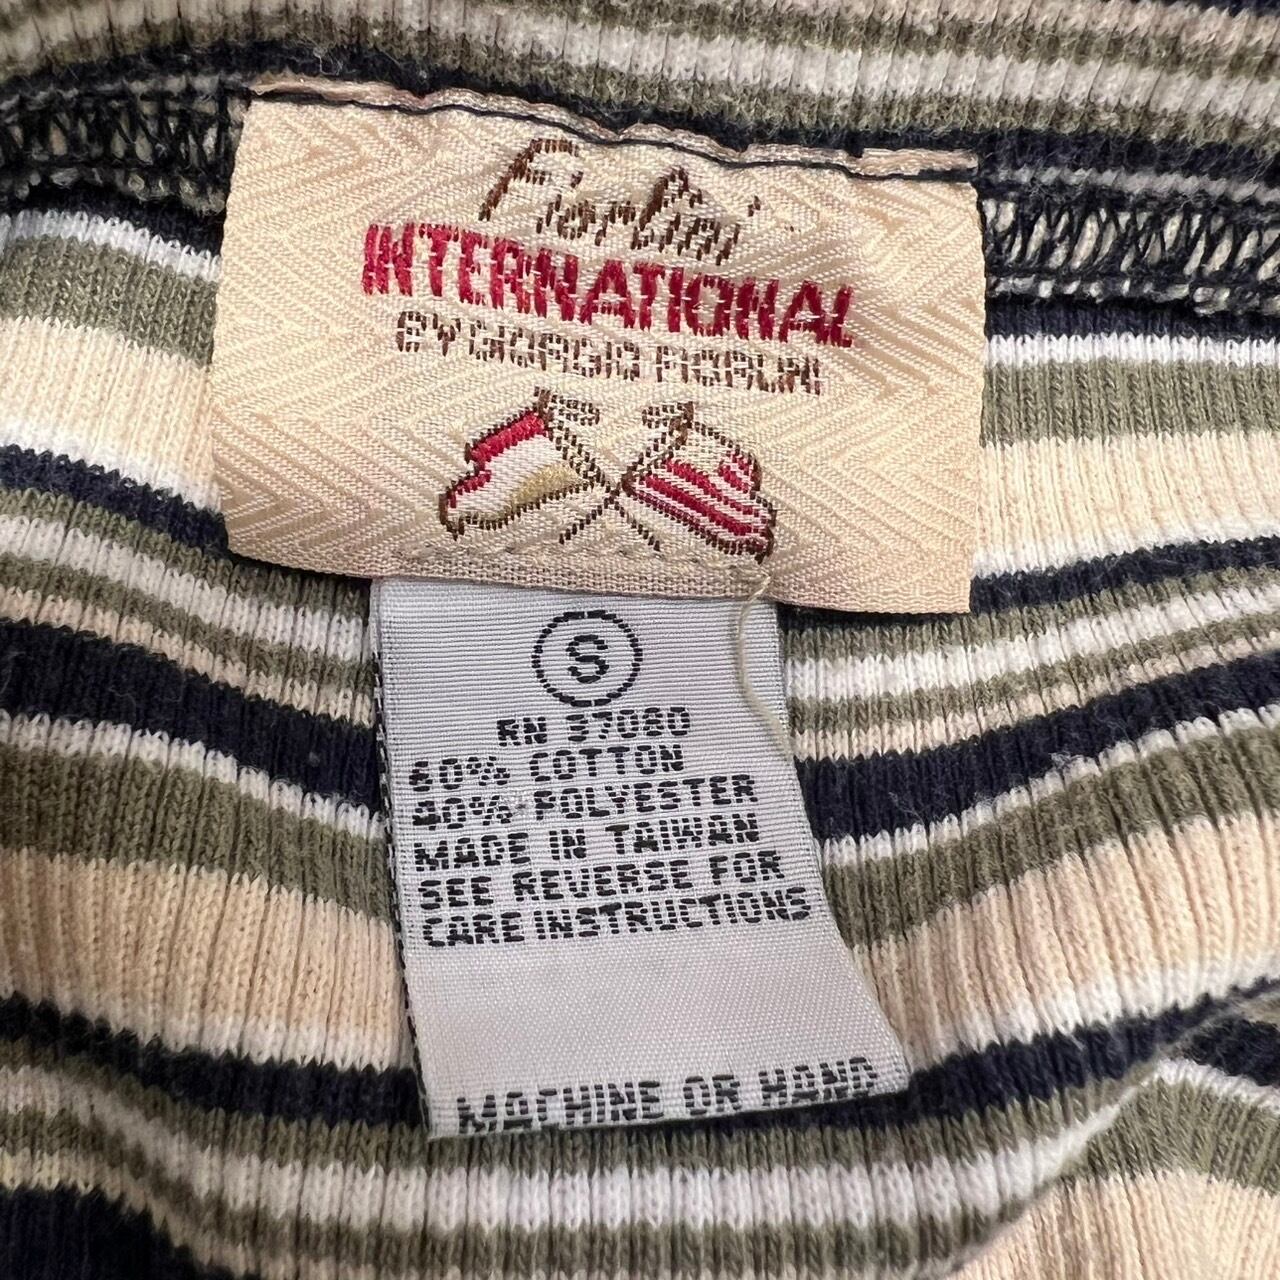 Fiorlini
INTERNATIONAL
BY GIORGIO FIORLINI
S
RN 37080
60% COTTON
40% POLYESTER
MADE IN TAIWAN
SEE REVERSE FOR
CARE INSTRUCTIONS
MACHINE OR HAND